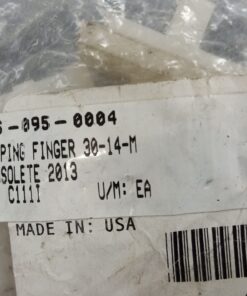 -095-0004
PING FINGER 30-14-M
SOLETE 2013
C111I U/M: EA
MADE IN: USA